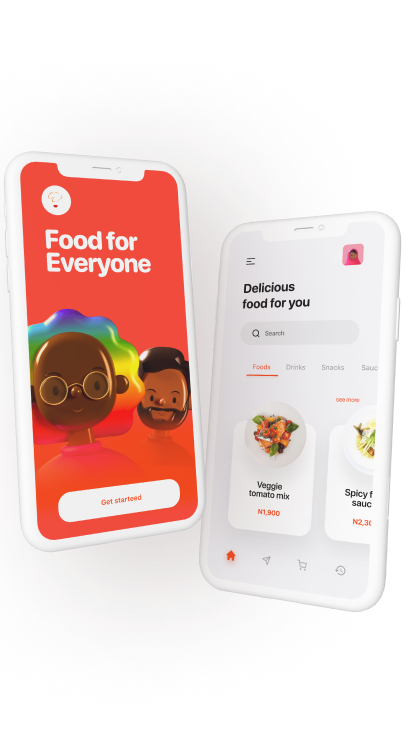 Food for
Everyone
Get starteed
Delicious
food for you
Search
Foods
Drinks
Snacks
Sauc
see more
Veggie
tomato mix
N1,900
Spicy f
sauc
N2,3